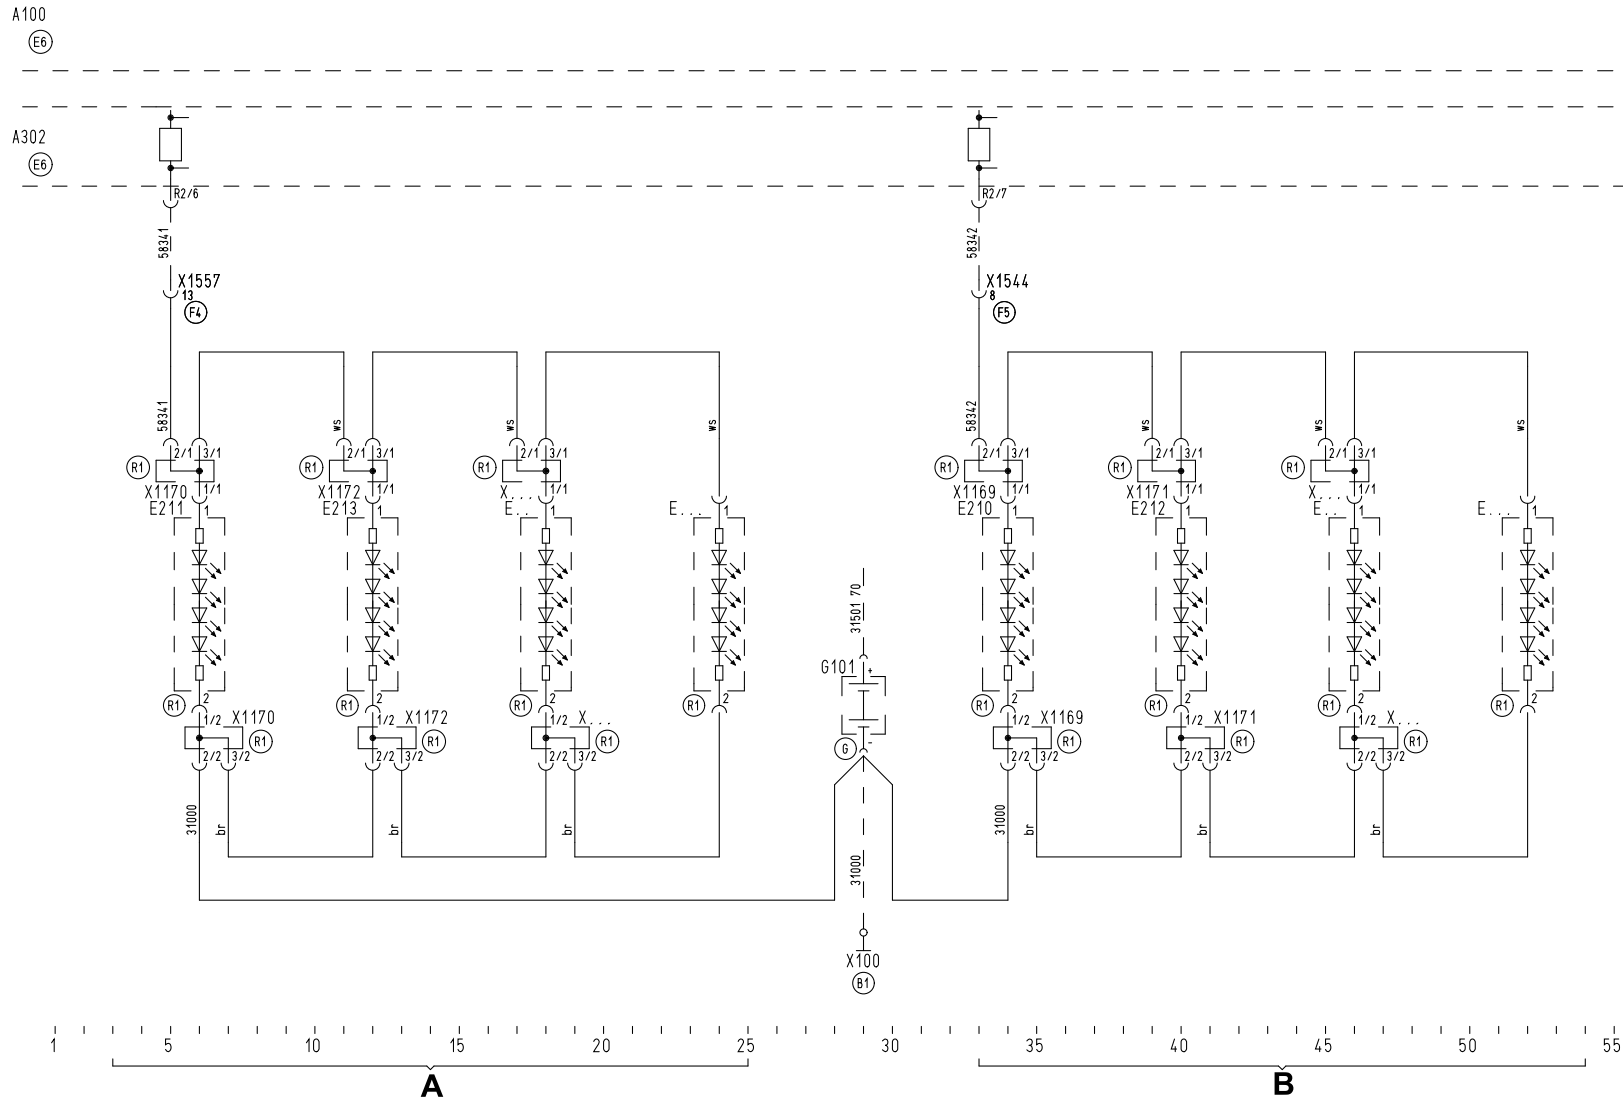 A100
E6
A302
E6
R2/6 R2/7
58341 58342
X1557 X1544
13 8
F4 F5
58341 ws ws ws 58342 ws ws ws
2/1 3/1 2/1 3/1 2/1 3/1 2/1 3/1 2/1 3/1 2/1 3/1
R1 R1 R1 R1 R1 R1
X1170 1/1 X1172 1/1 X... 1/1 X1169 1/1 X1171 1/1 X... 1/1
E211 1 E213 1 E.. 1 E... 1 E210 1 E212 1 E.. 1 E... 1
31501 70
G101 +
2 2 2 2 2 2 2 2
R1 R1 R1 R1 R1 R1 R1 R1
1/2 X1170 1/2 X1172 1/2 X... 1/2 X1169 1/2 X1171 1/2 X...
R1 R1 R1 G - R1 R1 R1
2/2 3/2 2/2 3/2 2/2 3/2 2/2 3/2 2/2 3/2 2/2 3/2
31000 br br br 31000 br br br
31000
X100
B1
1 5 10 15 20 25 30 35 40 45 50 55
A B